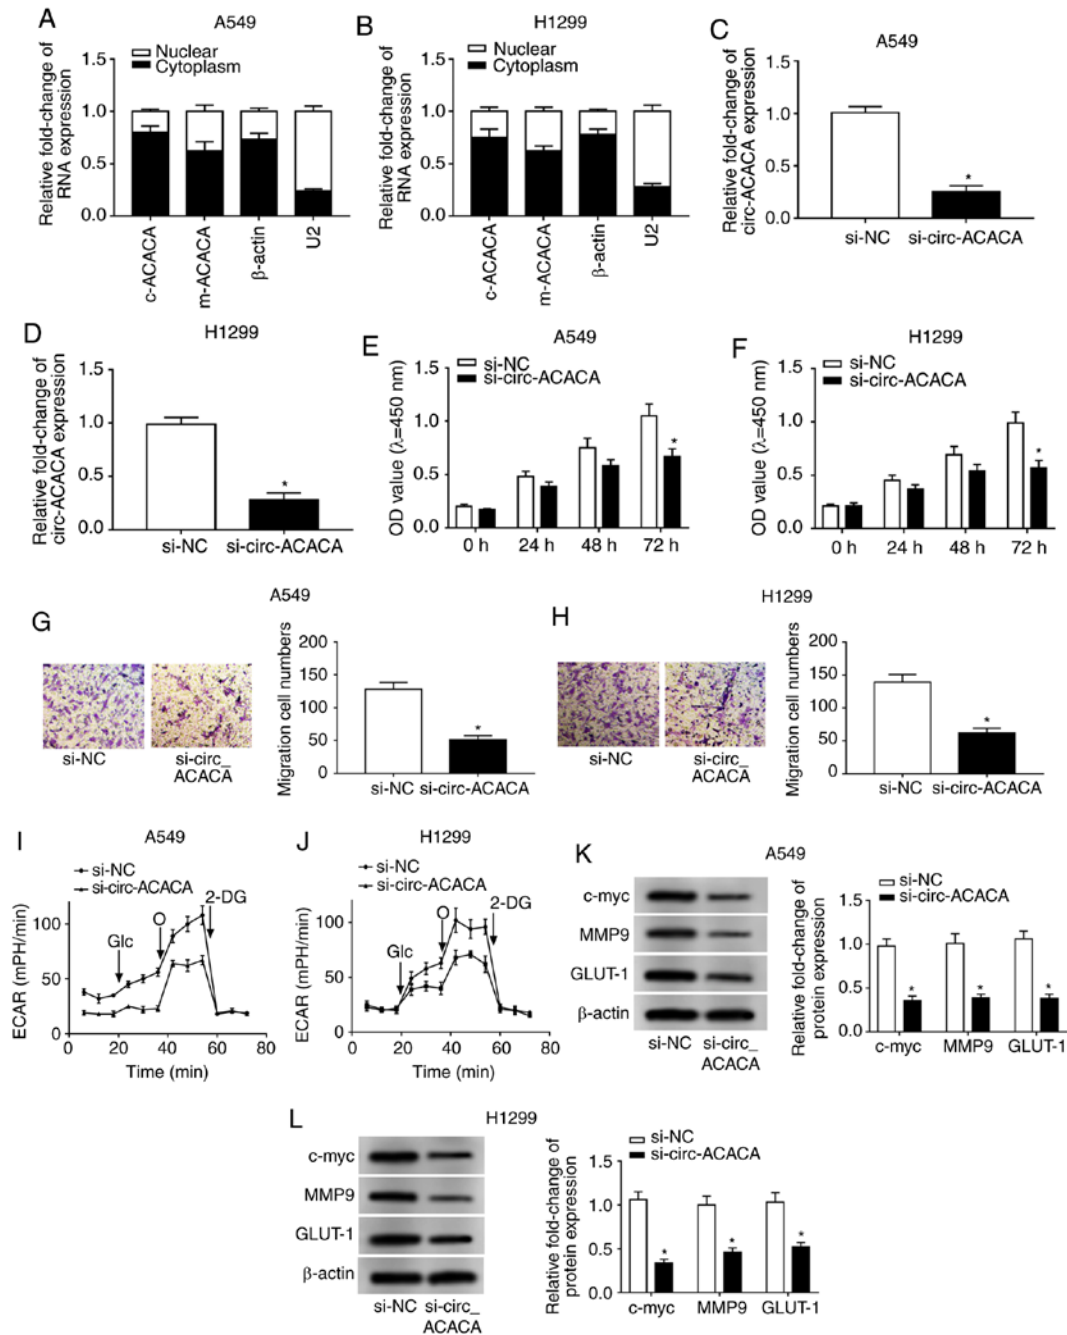 A
A549
Relative fold-change of
RNA expression
Nuclear
Cytoplasm
1.5
1.0
0.5
0.0
c-ACACA
m-ACACA
β-actin
U2
B
H1299
Relative fold-change of
RNA expression
Nuclear
Cytoplasm
1.5
1.0
0.5
0.0
c-ACACA
m-ACACA
β-actin
U2
C
A549
Relative fold-change of
circ-ACACA expression
1.5
1.0
0.5
0.0
*
si-NC
si-circ-ACACA
D
H1299
Relative fold-change of
circ-ACACA expression
1.5
1.0
0.5
0.0
*
si-NC
si-circ-ACACA
E
A549
si-NC
si-circ-ACACA
OD value (λ=450 nm)
1.5
1.0
0.5
0.0
*
0 h
24 h
48 h
72 h
F
H1299
si-NC
si-circ-ACACA
OD value (λ=450 nm)
1.5
1.0
0.5
0.0
*
0 h
24 h
48 h
72 h
G
A549
si-NC
si-circ_
ACACA
Migration cell numbers
200
150
100
50
0
*
si-NC
si-circ-ACACA
H
H1299
si-NC
si-circ_
ACACA
Migration cell numbers
200
150
100
50
0
*
si-NC
si-circ-ACACA
I
A549
si-NC
si-circ-ACACA
ECAR (mPH/min)
100
50
0
Glc
O
2-DG
0
20
40
60
80
Time (min)
J
H1299
si-NC
si-circ-ACACA
ECAR (mPH/min)
100
50
0
Glc
O
2-DG
0
20
40
60
80
Time (min)
K
A549
c-myc
MMP9
GLUT-1
β-actin
si-NC
si-circ_
ACACA
Relative fold-change of
protein expression
si-NC
si-circ-ACACA
1.5
1.0
0.5
0.0
*
*
*
c-myc
MMP9
GLUT-1
L
H1299
c-myc
MMP9
GLUT-1
β-actin
si-NC
si-circ_
ACACA
Relative fold-change of
protein expression
si-NC
si-circ-ACACA
1.5
1.0
0.5
0.0
*
*
*
c-myc
MMP9
GLUT-1